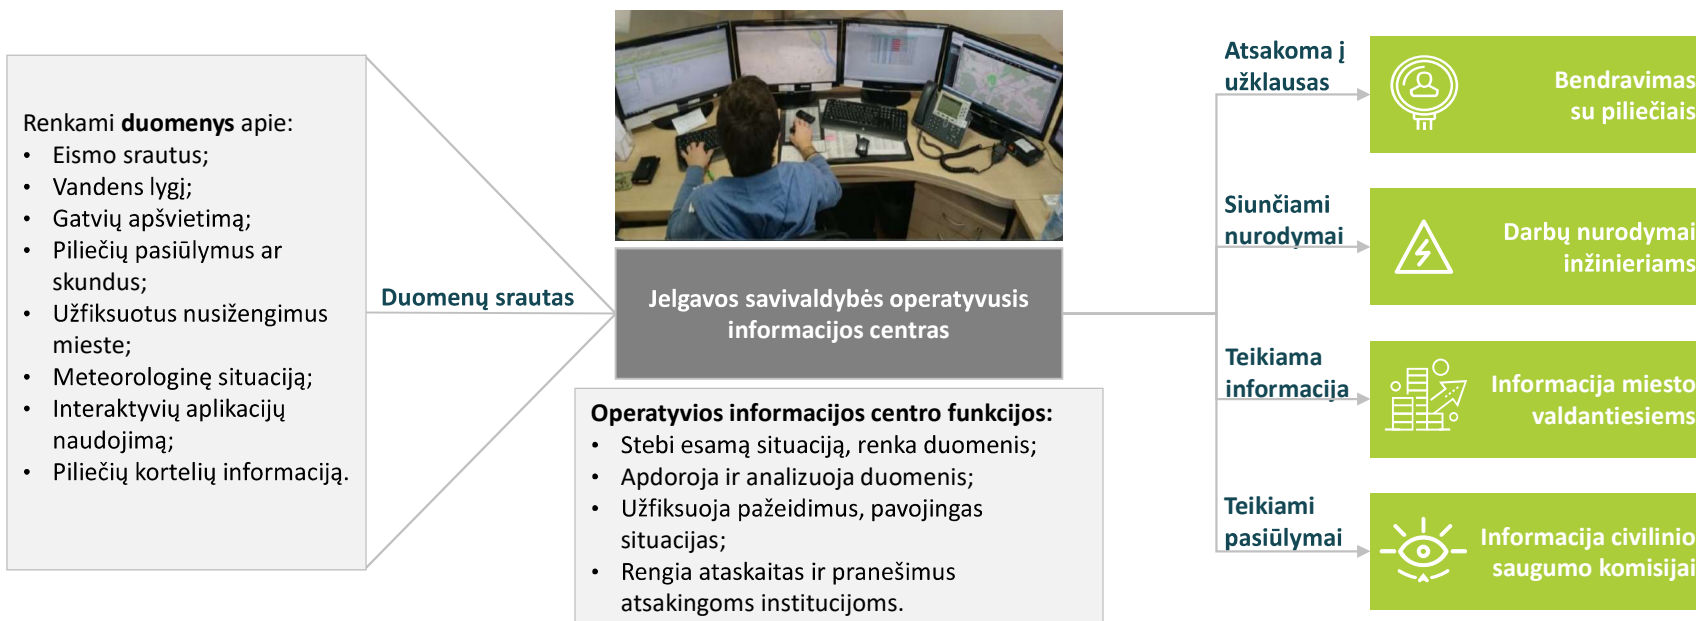 Renkami duomenys apie:
• Eismo srautus;
• Vandens lygį;
• Gatvių apšvietimą;
• Piliečių pasiūlymus ar
skundus;
• Užfiksuotus nusižengimus
mieste;
• Meteorologinę situaciją;
• Interaktyvių aplikacijų
naudojimą;
• Piliečių kortelių informaciją.
Duomenų srautas
Jelgavos savivaldybės operatyvusis
informacijos centras
Operatyvios informacijos centro funkcijos:
• Stebi esamą situaciją, renka duomenis;
• Apdoroja ir analizuoja duomenis;
• Užfiksuoja pažeidimus, pavojingas
situacijas;
• Rengia ataskaitas ir pranešimus
atsakingoms institucijoms.
Atsakoma į
užklausas
Bendravimas
su piliečiais
Siunčiami
nurodymai
Darbų nurodymai
inžinieriams
Teikiama
informacija
Informacija miesto
valdantiesiems
Teikiami
pasiūlymai
Informacija civilinio
saugumo komisijai